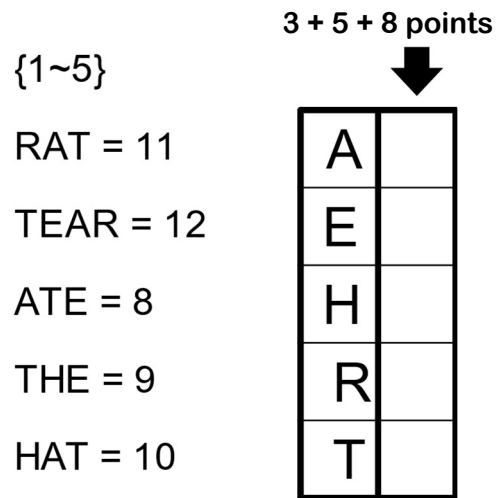 3 + 5 + 8 points
{1~5}
RAT = 11
TEAR = 12
ATE = 8
THE = 9
HAT = 10
A
E
H
R
T